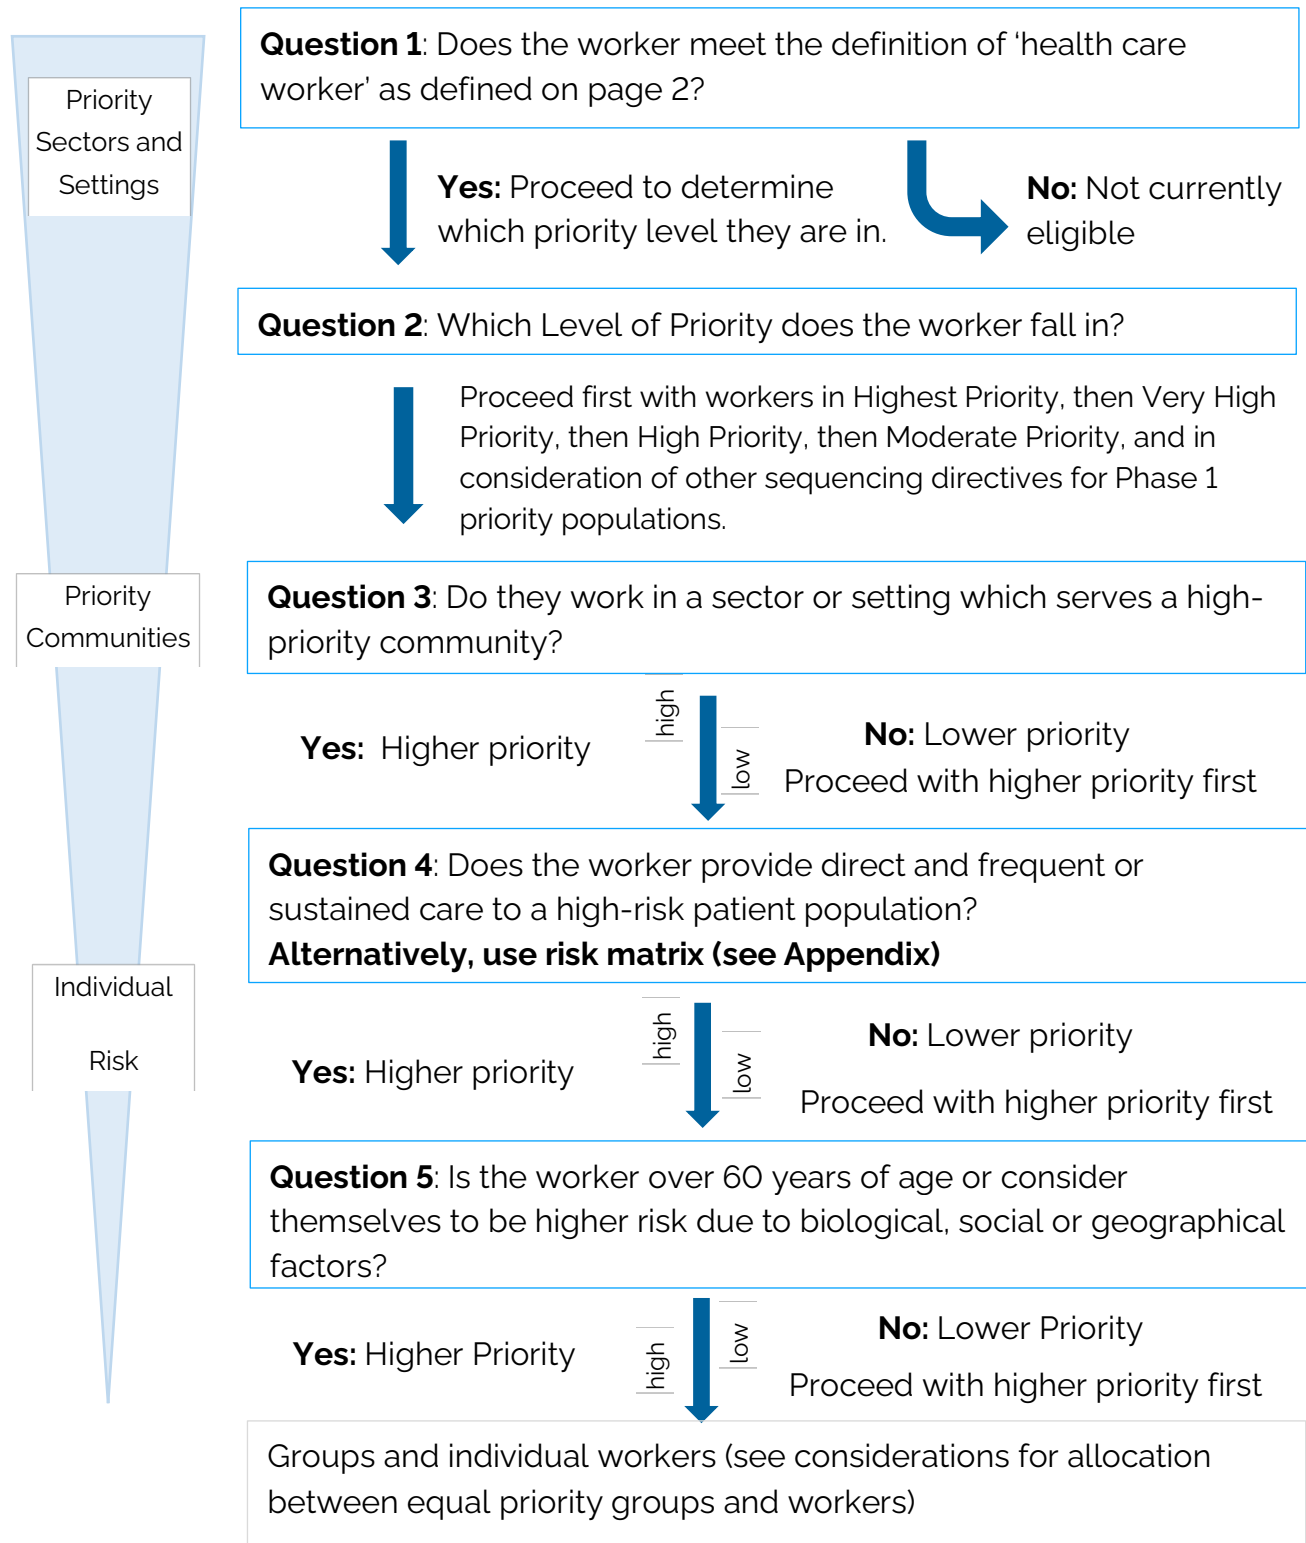 Priority
Sectors and
Settings
Question 1: Does the worker meet the definition of ‘health care
worker’ as defined on page 2?
Yes: Proceed to determine
which priority level they are in.
No: Not currently
eligible
Question 2: Which Level of Priority does the worker fall in?
Proceed first with workers in Highest Priority, then Very High
Priority, then High Priority, then Moderate Priority, and in
consideration of other sequencing directives for Phase 1
priority populations.
Priority
Communities
Question 3: Do they work in a sector or setting which serves a high-
priority community?
Yes: Higher priority
high
low
No: Lower priority
Proceed with higher priority first
Question 4: Does the worker provide direct and frequent or
sustained care to a high-risk patient population?
Alternatively, use risk matrix (see Appendix)
Individual
Risk
Yes: Higher priority
high
low
No: Lower priority
Proceed with higher priority first
Question 5: Is the worker over 60 years of age or consider
themselves to be higher risk due to biological, social or geographical
factors?
Yes: Higher Priority
high
low
No: Lower Priority
Proceed with higher priority first
Groups and individual workers (see considerations for allocation
between equal priority groups and workers)